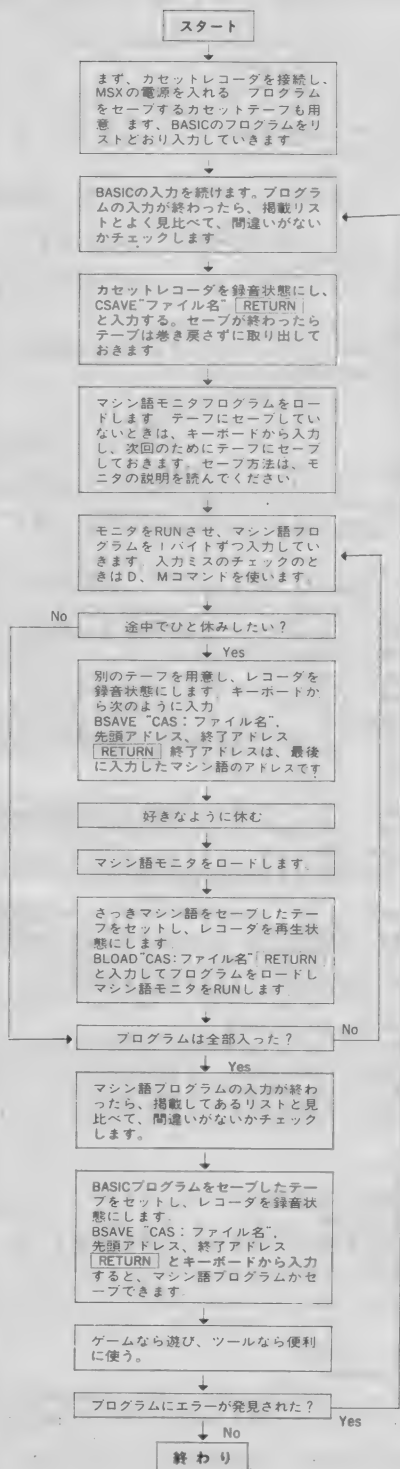 スタート
まず、カセットレコーダを接続し、
MSXの電源を入れる プログラム
をセーブするカセットテープも用
意 まず、BASICのプログラムをリ
ストどおり入力していきます
BASICの入力を続けます。プログラ
ムの入力が終わったら、掲載リス
トとよく見比べて、間違いがない
かチェックします
カセットレコーダを録音状態にし、
CSAVE"ファイル名" RETURN
と入力する。セーブが終わったら
テープは巻き戻さずに取り出して
おきます
マシン語モニタプログラムをロー
ドします テープにセーブしてい
ないときは、キーボードから入力
し、次回のためにテープにセーブ
しておきます。セーブ方法は、モ
ニタの説明を読んでください
モニタをRUNさせ、マシン語プロ
グラムを1バイトずつ入力してい
きます 入力ミスのチェックのと
きはD、Mコマンドを使います。
No
途中でひと休みしたい?
Yes
別のテープを用意し、レコーダを
録音状態にします。キーボードか
ら次のように入力
BSAVE "CAS:ファイル名",
先頭アドレス、終了アドレス
RETURN 終了アドレスは、最後
に入力したマシン語のアドレスです
好きなように休む
マシン語モニタをロードします。
さっきマシン語をセーブしたテー
プをセットし、レコーダを再生状
態にします
BLOAD"CAS:ファイル名" RETURN
と入力してプログラムをロードし
マシン語モニタをRUNします
プログラムは全部入った?
No
Yes
マシン語プログラムの入力が終わ
ったら、掲載してあるリストと見
比べて、間違いがないかチェック
します。
BASICプログラムをセーブしたテー
プをセットし、レコーダを録音状
態にします.
BSAVE "CAS:ファイル名",
先頭アドレス、終了アドレス
RETURN とキーボードから入力
すると、マシン語プログラムがセ
ーブできます
ゲームなら遊び、ツールなら便利
に使う。
プログラムにエラーが発見された?
Yes
No
終わり